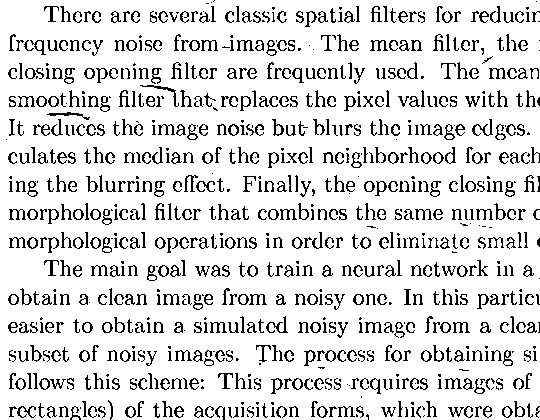 There are several classic spatial filters for reducin
frequency noise from images. The mean filter, the
closing opening filter are frequently used. The mean
smoothing filter that replaces the pixel values with the
It reduces the image noise but blurs the image edges.
culates the median of the pixel neighborhood for each
ing the blurring effect. Finally, the opening closing fil
morphological filter that combines the same number o
morphological operations in order to eliminate small
The main goal was to train a neural network in a
obtain a clean image from a noisy one. In this particu
easier to obtain a simulated noisy image from a clea
subset of noisy images. The process for obtaining si
follows this scheme: This process requires images of
rectangles) of the acquisition forms, which were obta